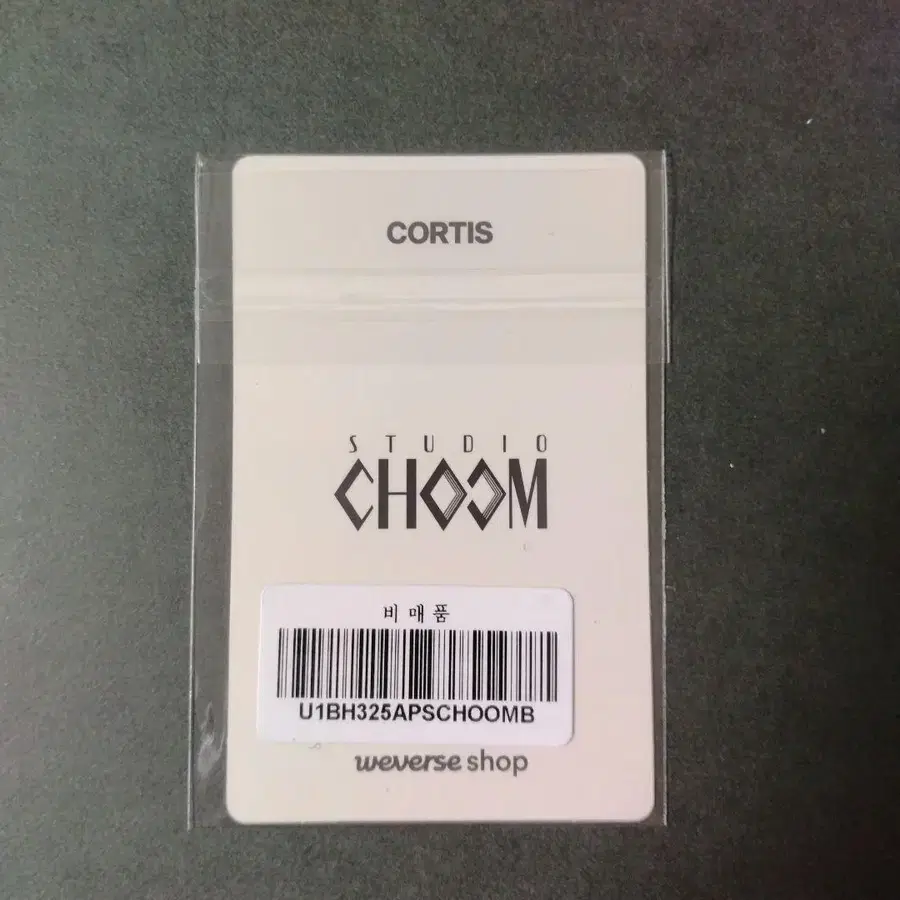 CORTIS
STUDIO
CHOOM
비매품
U1BH325APSCHOOMB
weverse shop